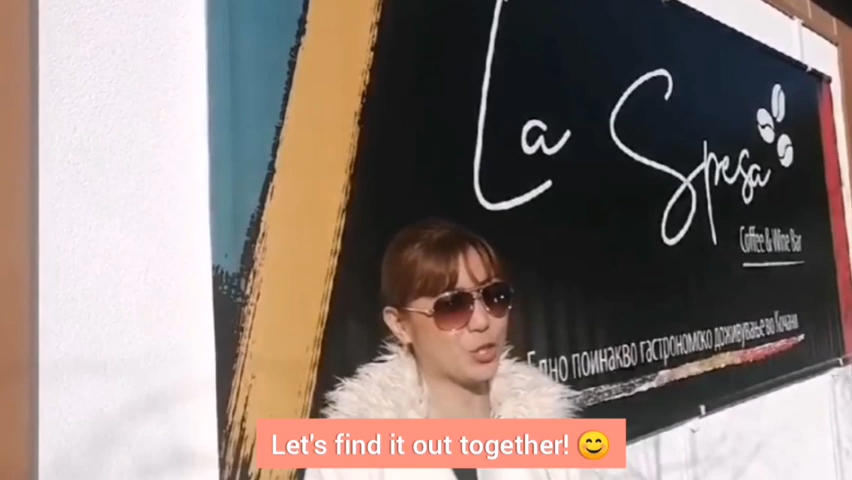 La Spesa
Coffee & Wine Bar
Едно поинакво гастрономско доживување во Кочани
Let's find it out together! 😊